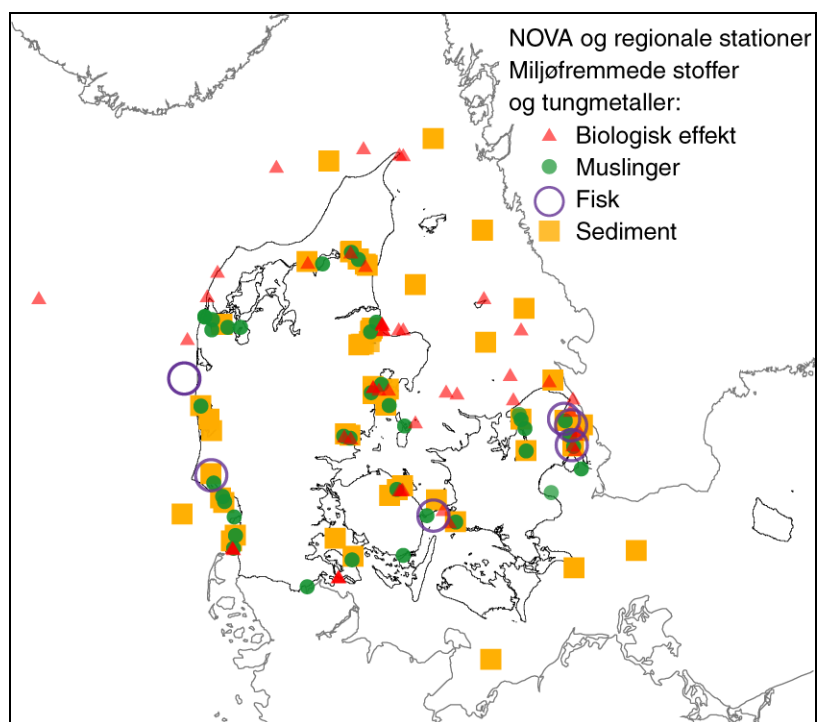 NOVA og regionale stationer
Miljøfremmede stoffer
og tungmetaller:
Biologisk effekt
Muslinger
Fisk
Sediment